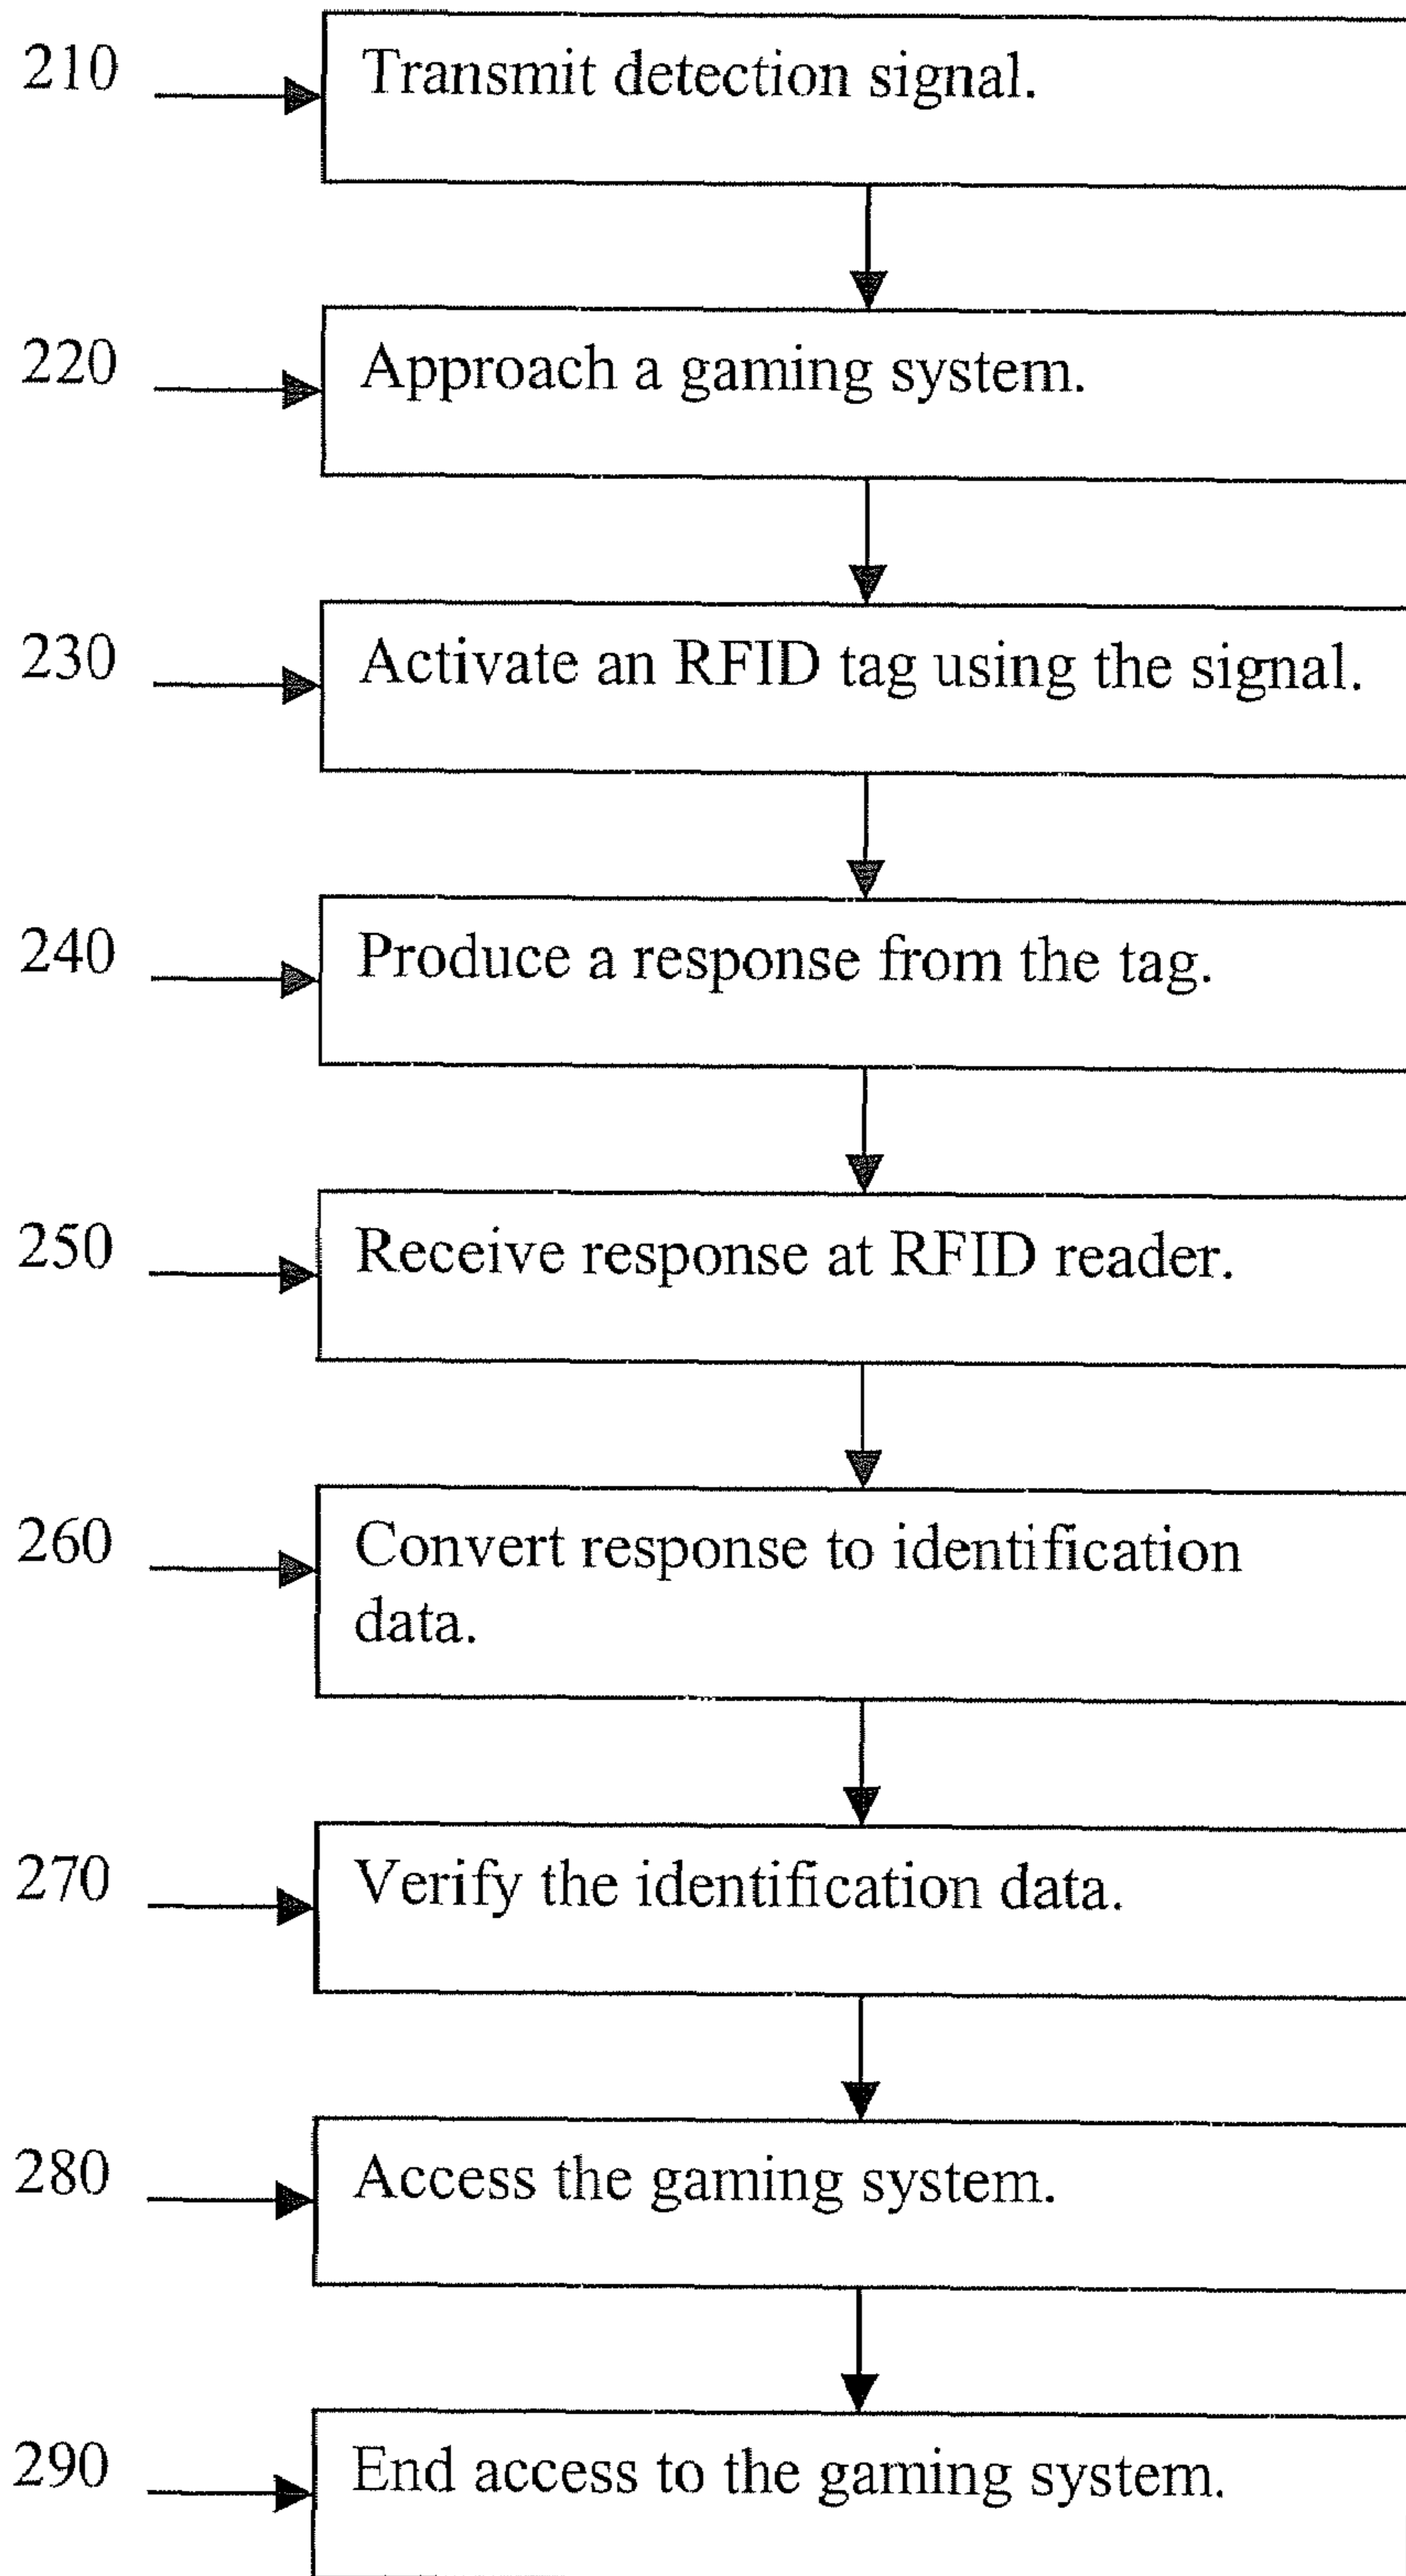 210
Transmit detection signal.
220
Approach a gaming system.
230
Activate an RFID tag using the signal.
240
Produce a response from the tag.
250
Receive response at RFID reader.
260
Convert response to identification
data.
270
Verify the identification data.
280
Access the gaming system.
290
End access to the gaming system.